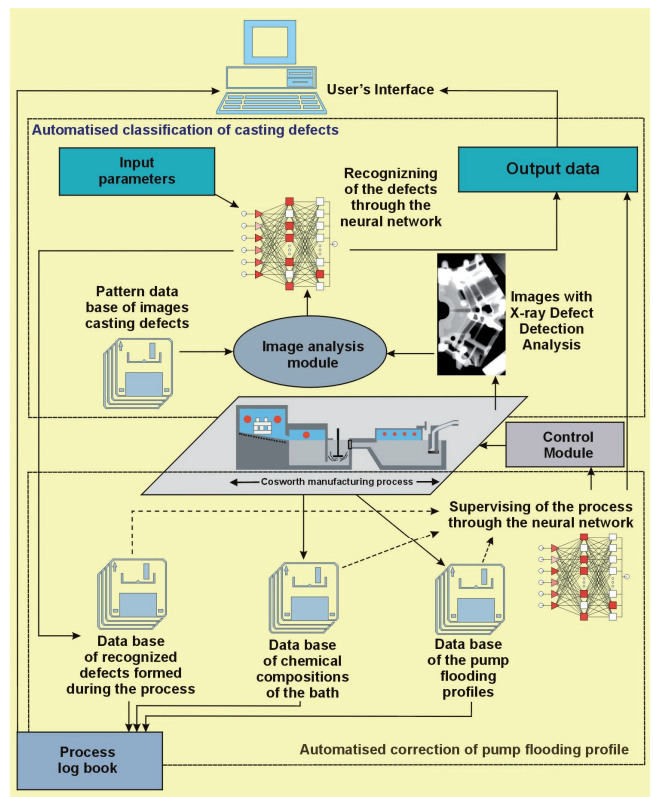 User's Interface
Automatised classification of casting defects
Input
parameters
Recognizning
of the defects
through the
neural network
Output data
Pattern data
base of images
casting defects
Image analysis
module
Images with
X-ray Defect
Detection
Analysis
Control
Module
Cosworth manufacturing process
Supervising of the process
through the neural network
Data base
of recognized
defects formed
during the process
Data base
of chemical
compositions
of the bath
Data base
of the pump
flooding
profiles
Process
log book
Automatised correction of pump flooding profile